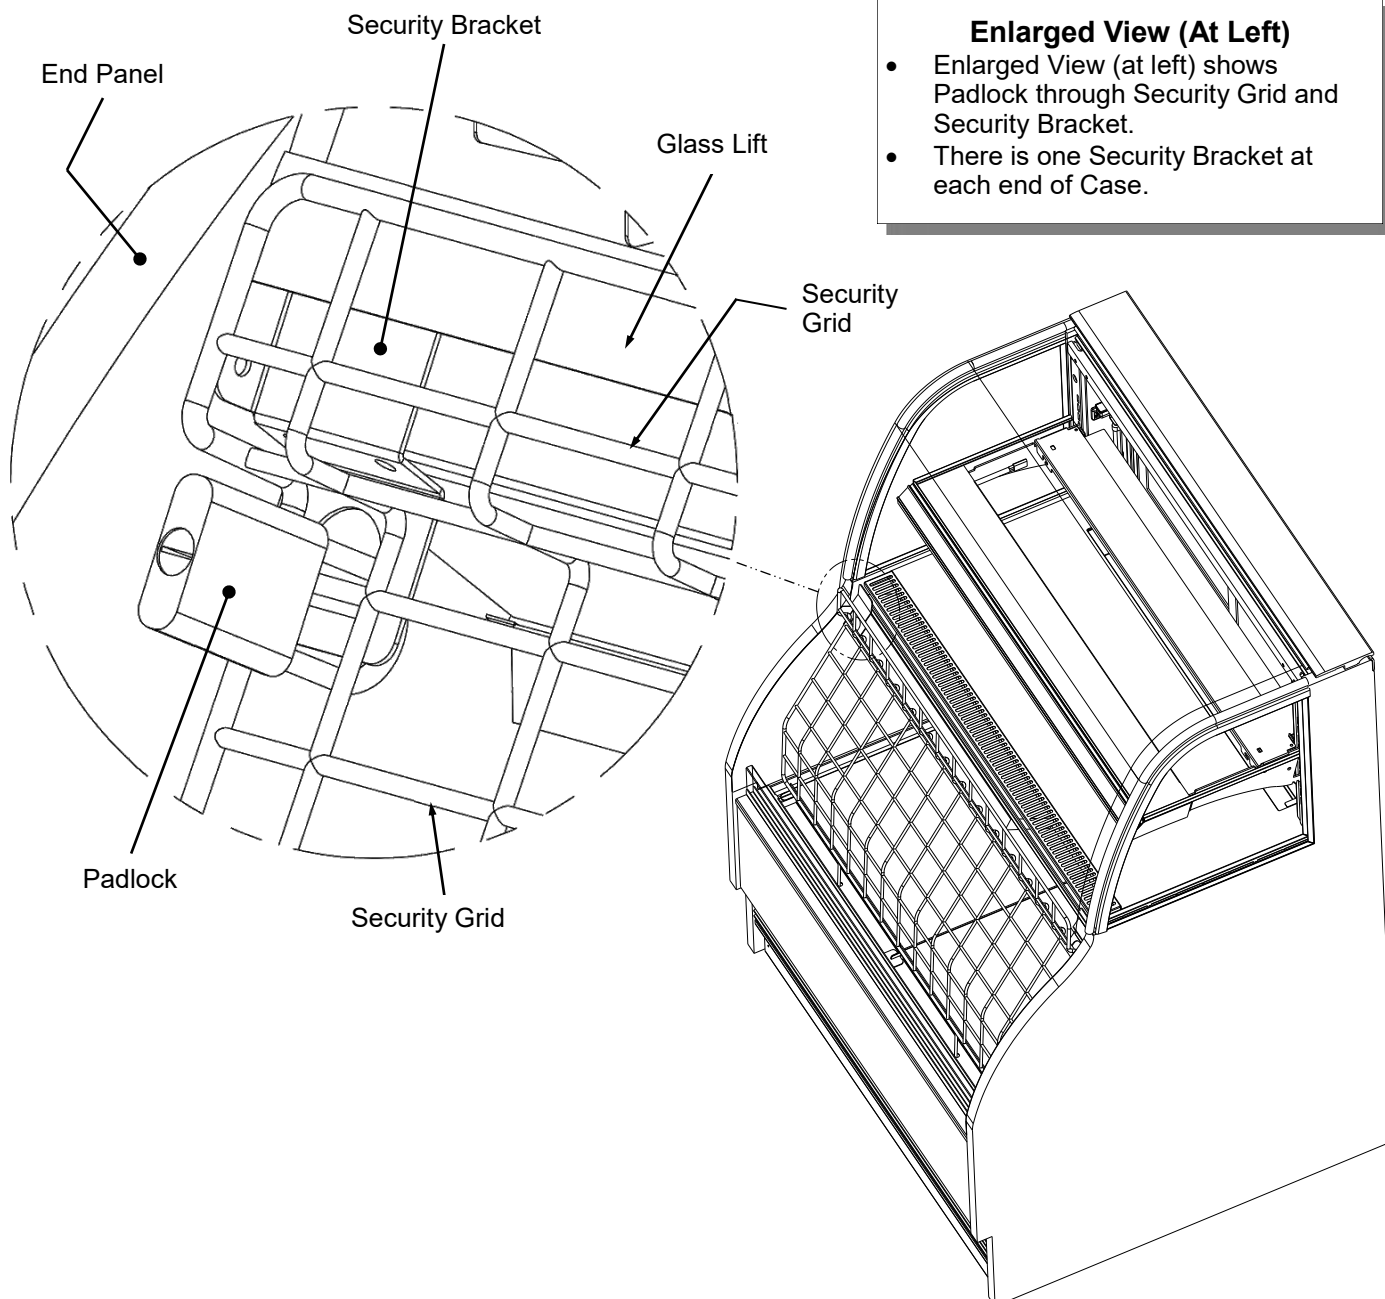 Security Bracket
End Panel
Glass Lift
Security
Grid
Padlock
Security Grid
Enlarged View (At Left)
• Enlarged View (at left) shows
Padlock through Security Grid and
Security Bracket.
• There is one Security Bracket at
each end of Case.